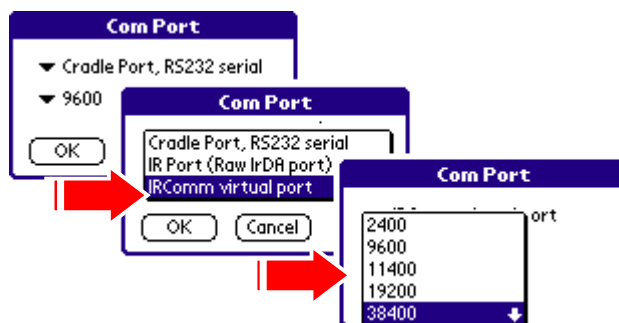 Com Port
Cradle Port, RS232 serial
9600
OK
Com Port
Cradle Port, RS232 serial
IR Port (Raw IrDA port)
IRComm virtual port
OK
Cancel
Com Port
ort
2400
9600
11400
19200
38400